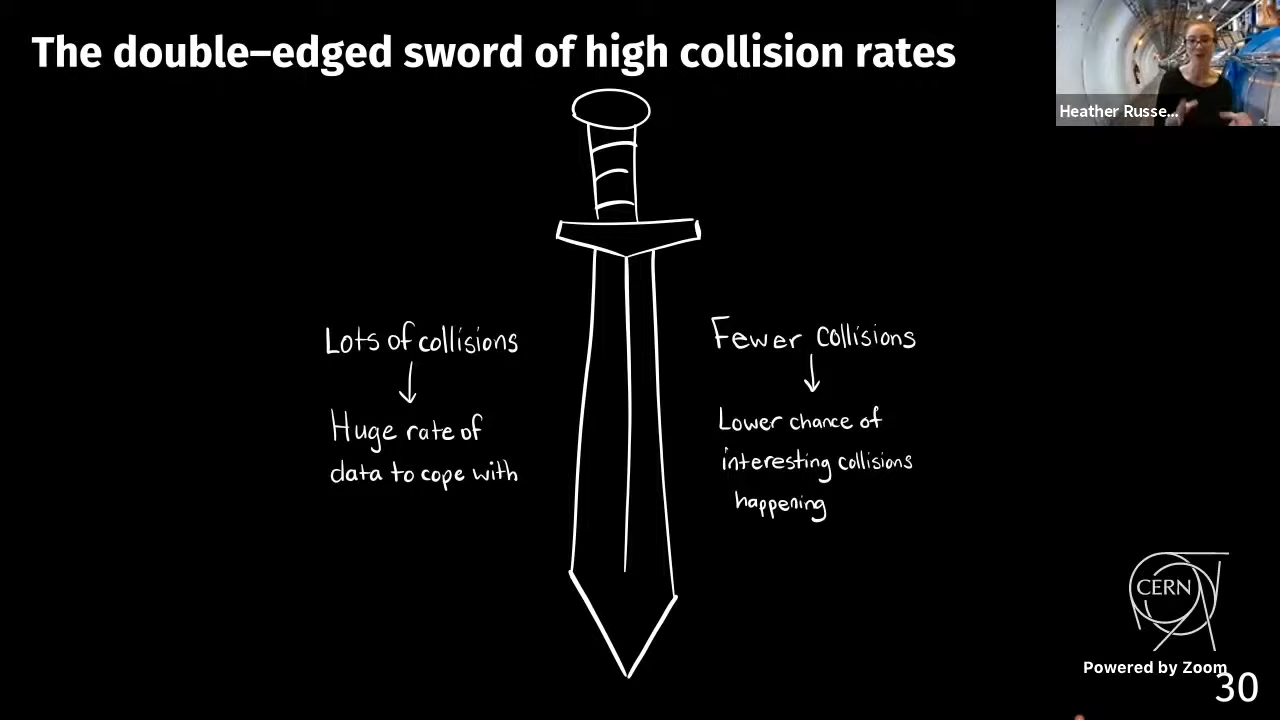 The double–edged sword of high collision rates
Heather Russe...
Lots of collisions
Huge rate of
data to cope with
Fewer collisions
Lower chance of
interesting collisions
happening
CERN
Powered by Zoom
30